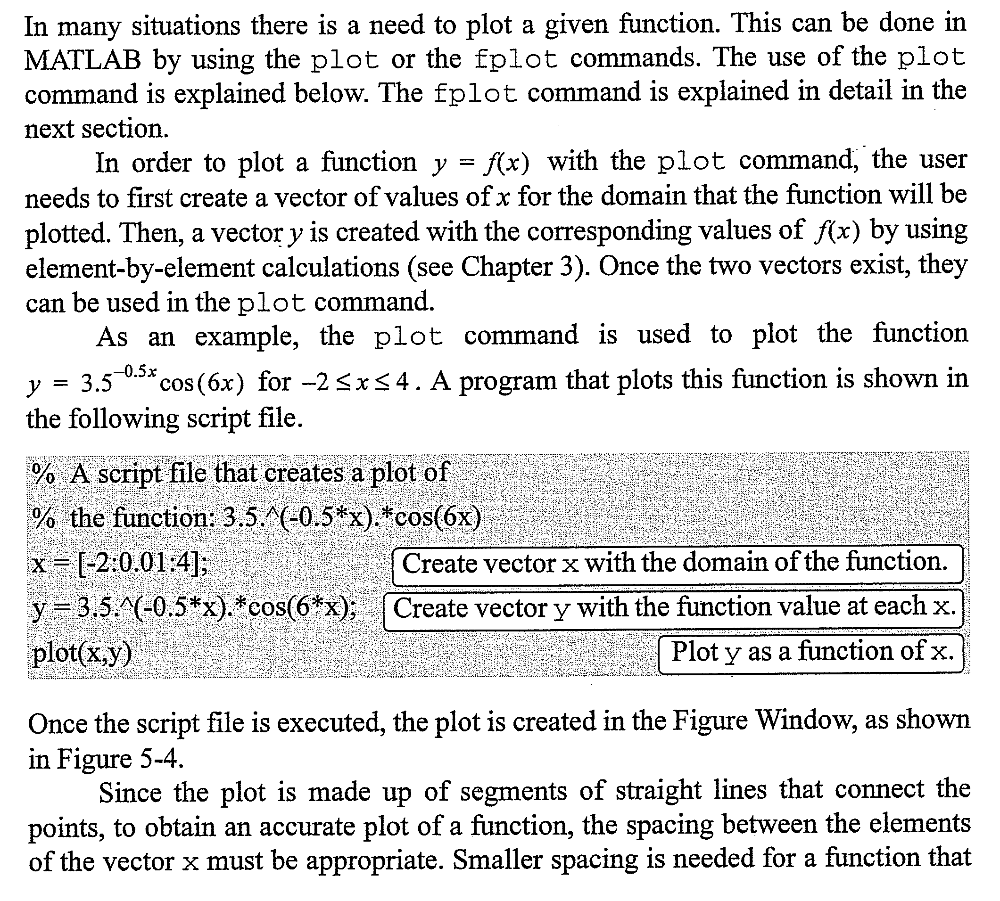 In many situations there is a need to plot a given function. This can be done in
MATLAB by using the plot or the fplot commands. The use of the plot
command is explained below. The fplot command is explained in detail in the
next section.
In order to plot a function y = f(x) with the plot command, the user
needs to first create a vector of values of x for the domain that the function will be
plotted. Then, a vector y is created with the corresponding values of f(x) by using
element-by-element calculations (see Chapter 3). Once the two vectors exist, they
can be used in the plot command.
As an example, the plot command is used to plot the function
y = 3.5^{-0.5x} cos(6x) for –2 ≤ x ≤ 4. A program that plots this function is shown in
the following script file.
% A script file that creates a plot of
% the function: 3.5.^(-0.5*x).*cos(6x)
x = [-2:0.01:4]; Create vector x with the domain of the function.
y = 3.5.^(-0.5*x).*cos(6*x); Create vector y with the function value at each x.
plot(x,y) Plot y as a function of x.
Once the script file is executed, the plot is created in the Figure Window, as shown
in Figure 5-4.
Since the plot is made up of segments of straight lines that connect the
points, to obtain an accurate plot of a function, the spacing between the elements
of the vector x must be appropriate. Smaller spacing is needed for a function that